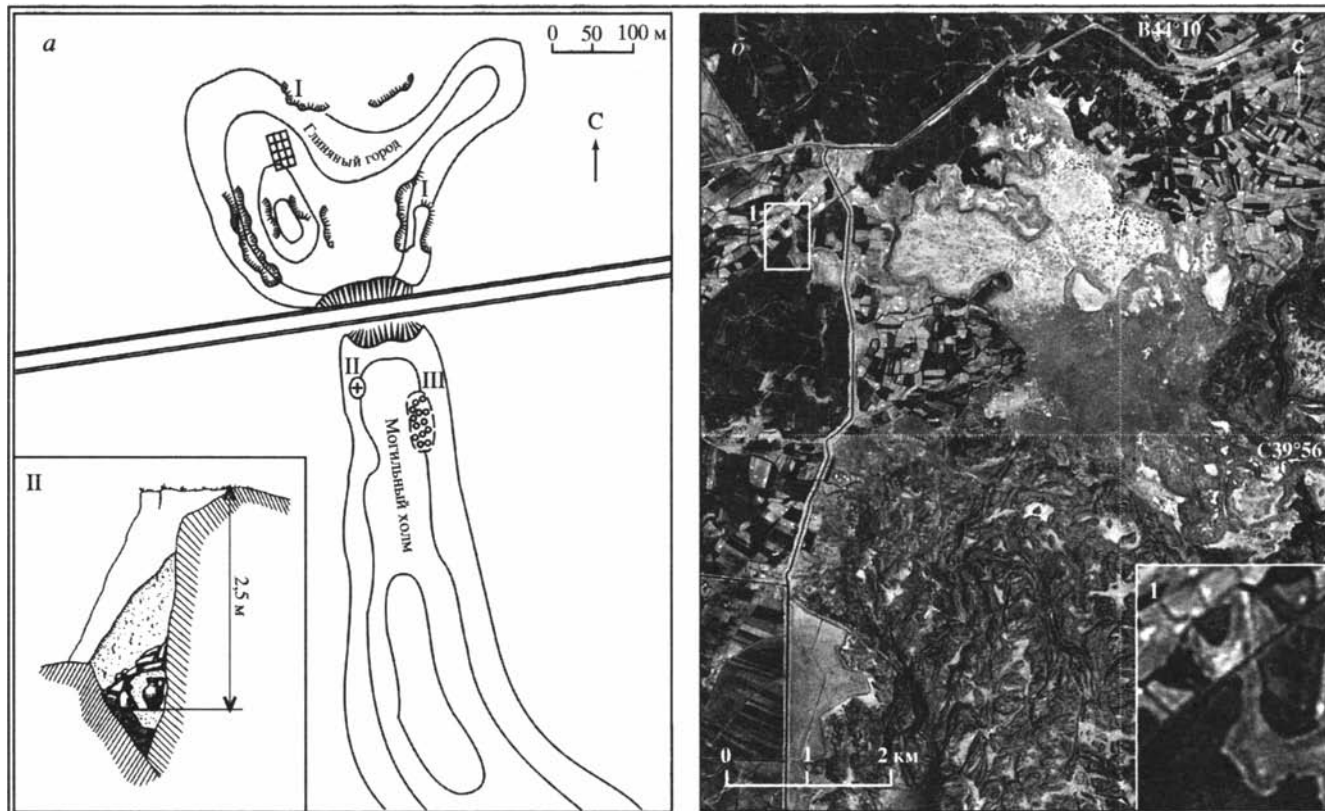 а
0 50 100 м
I
С
Глиняный город
I
II
III
Могильный холм
II
2,5 м
б
В44°10
С
1
С39°56
1
0 1 2 км